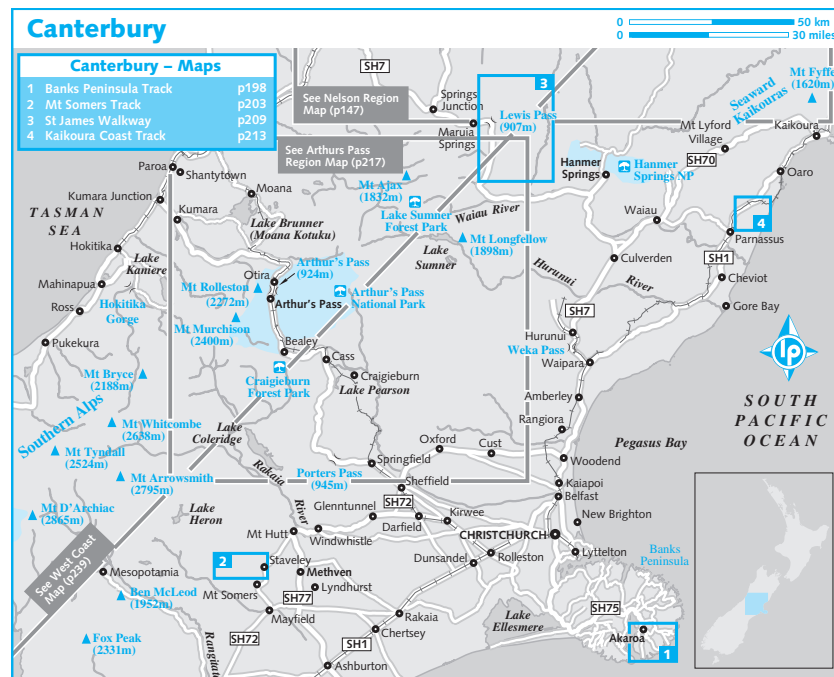 Canterbury
0 50 km
0 30 miles
Canterbury – Maps
1 Banks Peninsula Track p198
2 Mt Somers Track p203
3 St James Walkway p209
4 Kaikoura Coast Track p213
SH7
See Nelson Region
Map (p147)
Springs
Junction
3
Lewis Pass
(907m)
Maruia
Springs
Mt Fyffe
(1620m)
Seaward
Kaikouras
Mt Lyford
Village
Kaikoura
SH70
See Arthurs Pass
Region Map (p217)
Hanmer
Springs
Hanmer
Springs NP
Oaro
Paroa
Shantytown
Moana
Mt Ajax
(1832m)
Kumara Junction
Kumara
Lake Sumner
Forest Park
Waiau River
Waiau
4
Parnassus
TASMAN
SEA
Lake Brunner
(Moana Kotuku)
Lake
Sumner
Mt Longfellow
(1898m)
Hokitika
Lake
Kaniere
Culverden
SH1
Arthur's Pass
(924m)
Otira
Hurunui
River
Cheviot
Mahinapua
Mt Rolleston
(2272m)
Arthur's Pass
Arthur's Pass
National Park
Hokitika
Gorge
Ross
Gore Bay
SH7
Mt Murchison
(2400m)
Pukekura
Hurunui
Weka Pass
Bealey
Cass
Waipara
lp
Craigieburn
Forest Park
Craigieburn
Lake Pearson
Mt Bryce
(2188m)
Amberley
SOUTH
PACIFIC
OCEAN
Southern Alps
Mt Whitcombe
(2638m)
Lake
Coleridge
Rangiora
Oxford
Cust
Pegasus Bay
Mt Tyndall
(2524m)
Springfield
Woodend
Mt Arrowsmith
(2795m)
Rakaia
River
Porters Pass
(945m)
Sheffield
Kaiapoi
Belfast
SH72
Mt D'Archiac
(2865m)
Lake
Heron
Glenntunnel
Darfield
Kirwee
New Brighton
Mt Hutt
Windwhistle
CHRISTCHURCH
See West Coast
Map (p239)
Dunsandel
Rolleston
Lyttelton
Banks
Peninsula
2
Staveley
Mesopotamia
Methven
Mt Somers
Lyndhurst
Ben McLeod
(1952m)
SH77
SH75
Lake
Ellesmere
Mayfield
Rakaia
Akaroa
Fox Peak
(2331m)
Rangitata
SH72
SH1
Chertsey
1
Ashburton